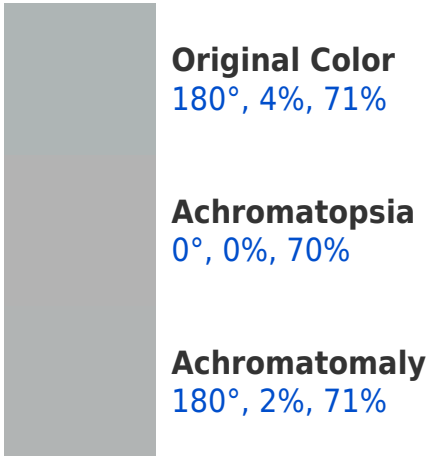 Original Color
180°, 4%, 71%
Achromatopsia
0°, 0%, 70%
Achromatomaly
180°, 2%, 71%